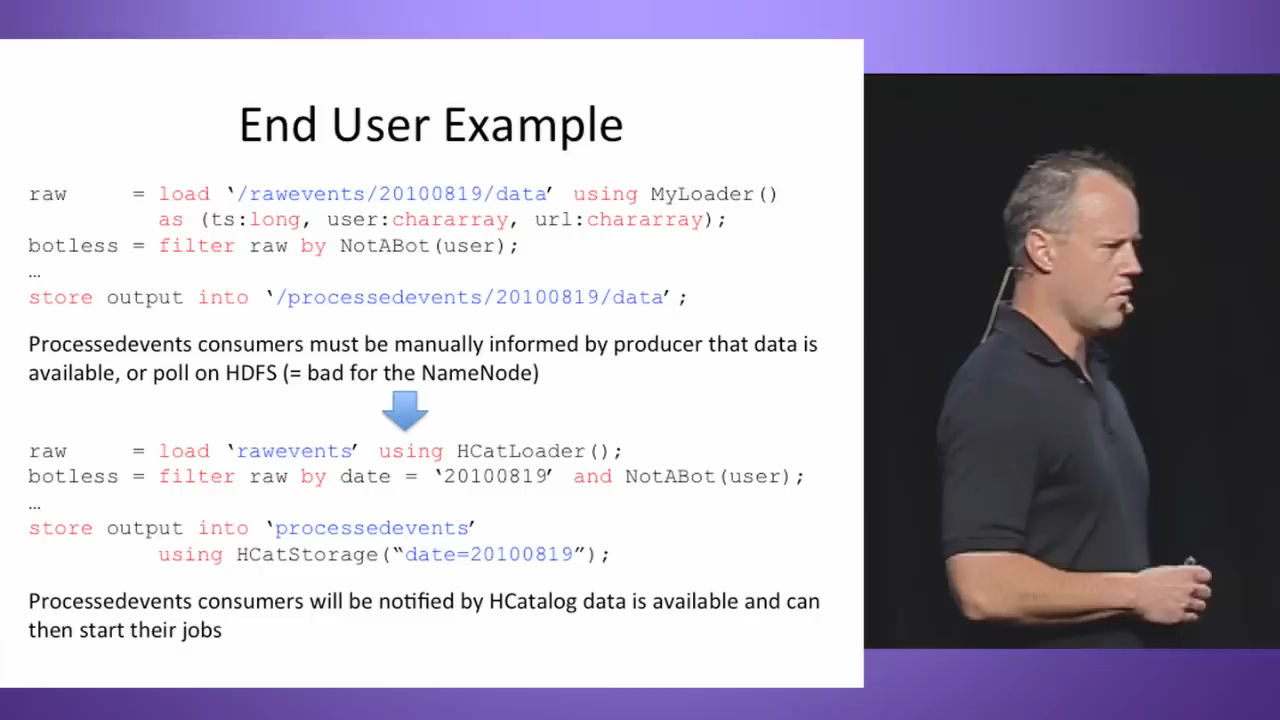 End User Example
raw = load ‘/rawevents/20100819/data’ using MyLoader()
as (ts:long, user:chararray, url:chararray);
botless = filter raw by NotABot(user);
…
store output into ‘/processedevents/20100819/data’;
Processedevents consumers must be manually informed by producer that data is
available, or poll on HDFS (= bad for the NameNode)
raw = load ‘rawevents’ using HCatLoader();
botless = filter raw by date = ‘20100819’ and NotABot(user);
…
store output into ‘processedevents’
using HCatStorage(“date=20100819”);
Processedevents consumers will be notified by HCatalog data is available and can
then start their jobs